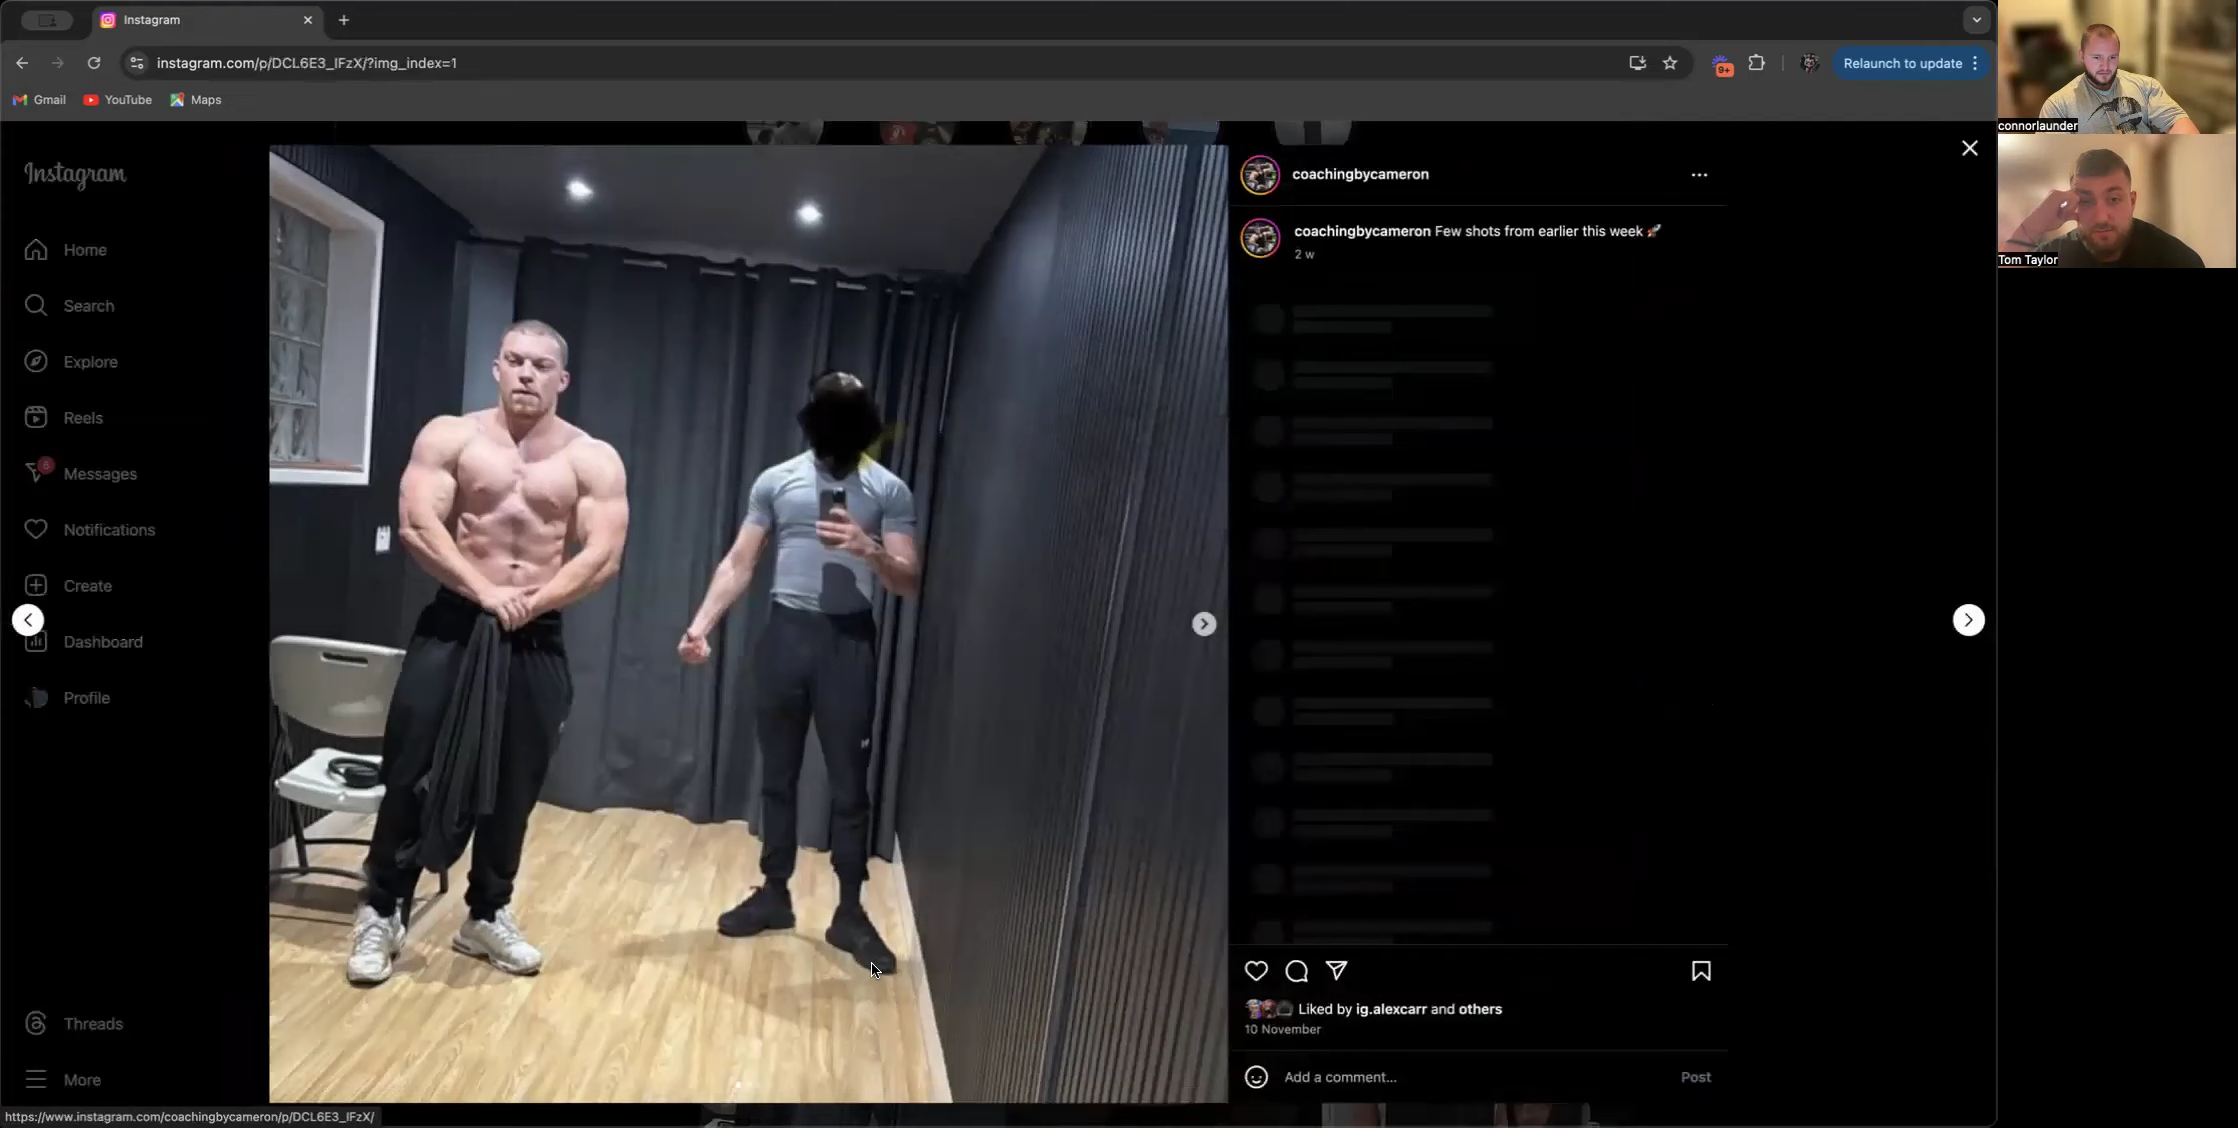 Instagram
instagram.com/p/DCL6E3_IFzX/?img_index=1
9+
Relaunch to update
Gmail
YouTube
Maps
Instagram
Home
Search
Explore
Reels
6
Messages
Notifications
Create
Dashboard
Profile
Threads
More
https://www.instagram.com/coachingbycameron/p/DCL6E3_IFzX/
coachingbycameron
coachingbycameron Few shots from earlier this week 🚀
2 w
Liked by ig.alexcarr and others
10 November
Add a comment...
Post
connorlaunder
Tom Taylor